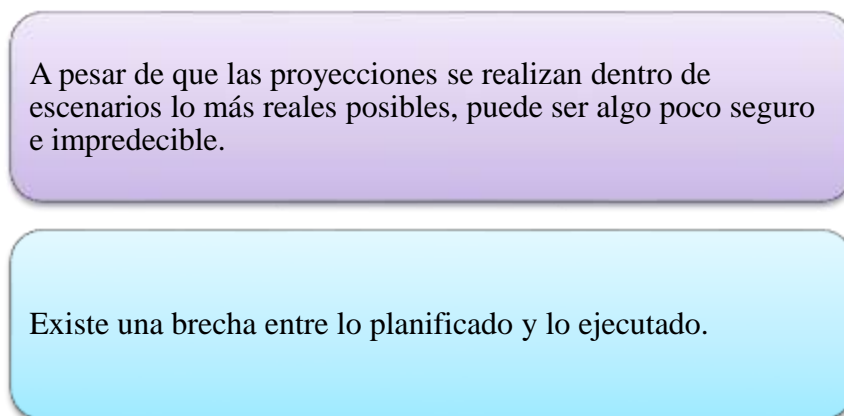 A pesar de que las proyecciones se realizan dentro de
escenarios lo más reales posibles, puede ser algo poco seguro
e impredecible.
Existe una brecha entre lo planificado y lo ejecutado.